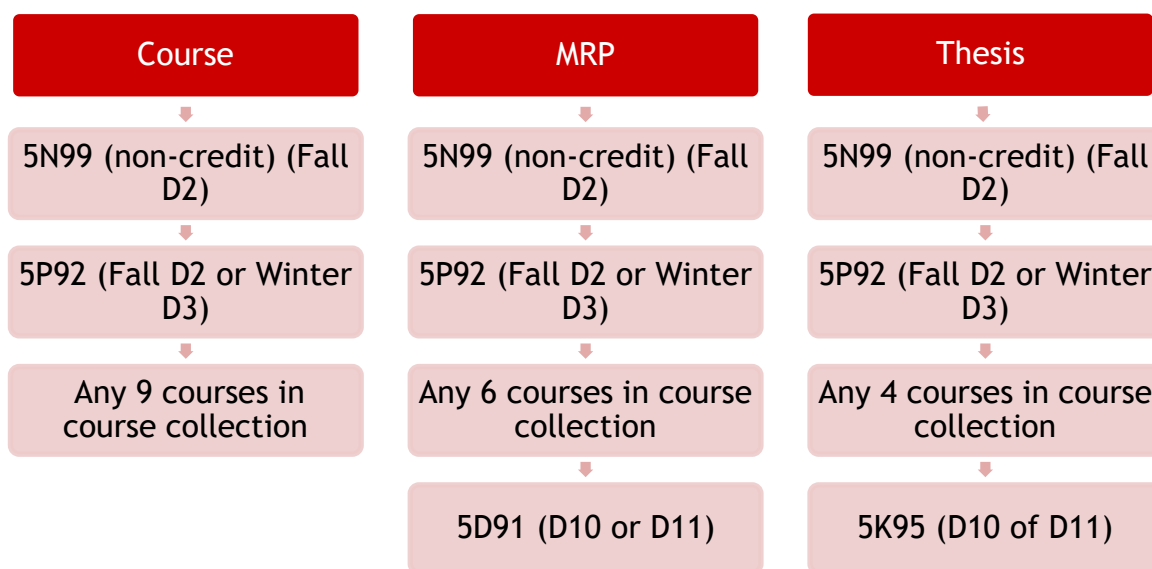 Course
5N99 (non-credit) (Fall
D2)
5P92 (Fall D2 or Winter
D3)
Any 9 courses in
course collection
MRP
5N99 (non-credit) (Fall
D2)
5P92 (Fall D2 or Winter
D3)
Any 6 courses in course
collection
5D91 (D10 or D11)
Thesis
5N99 (non-credit) (Fall
D2)
5P92 (Fall D2 or Winter
D3)
Any 4 courses in course
collection
5K95 (D10 of D11)